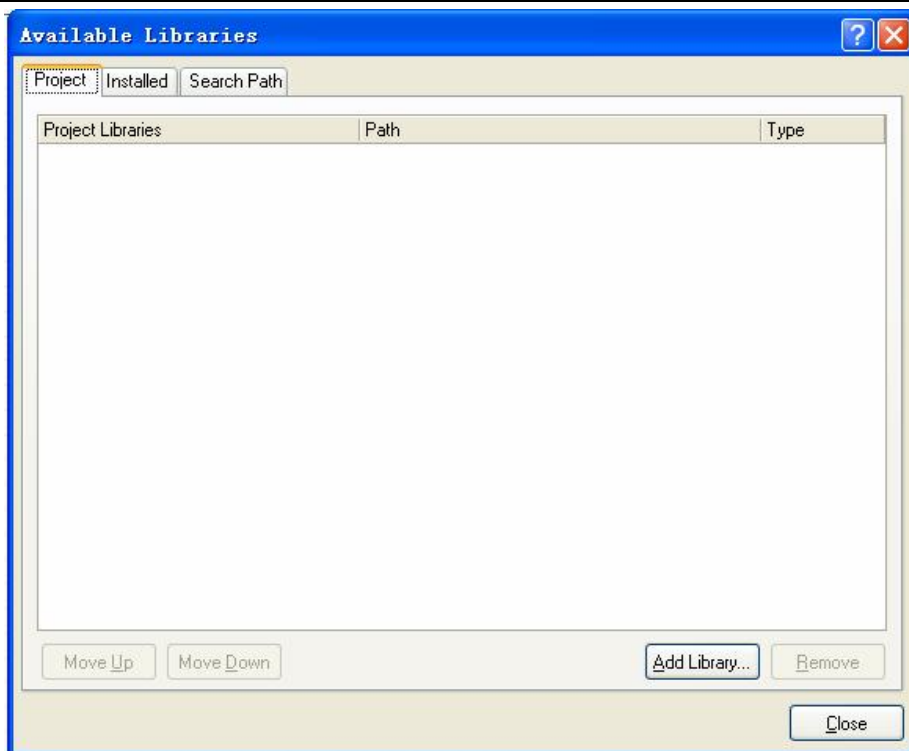 Available Libraries
Project Installed Search Path
Project Libraries Path Type
Move Up Move Down Add Library... Remove
Close